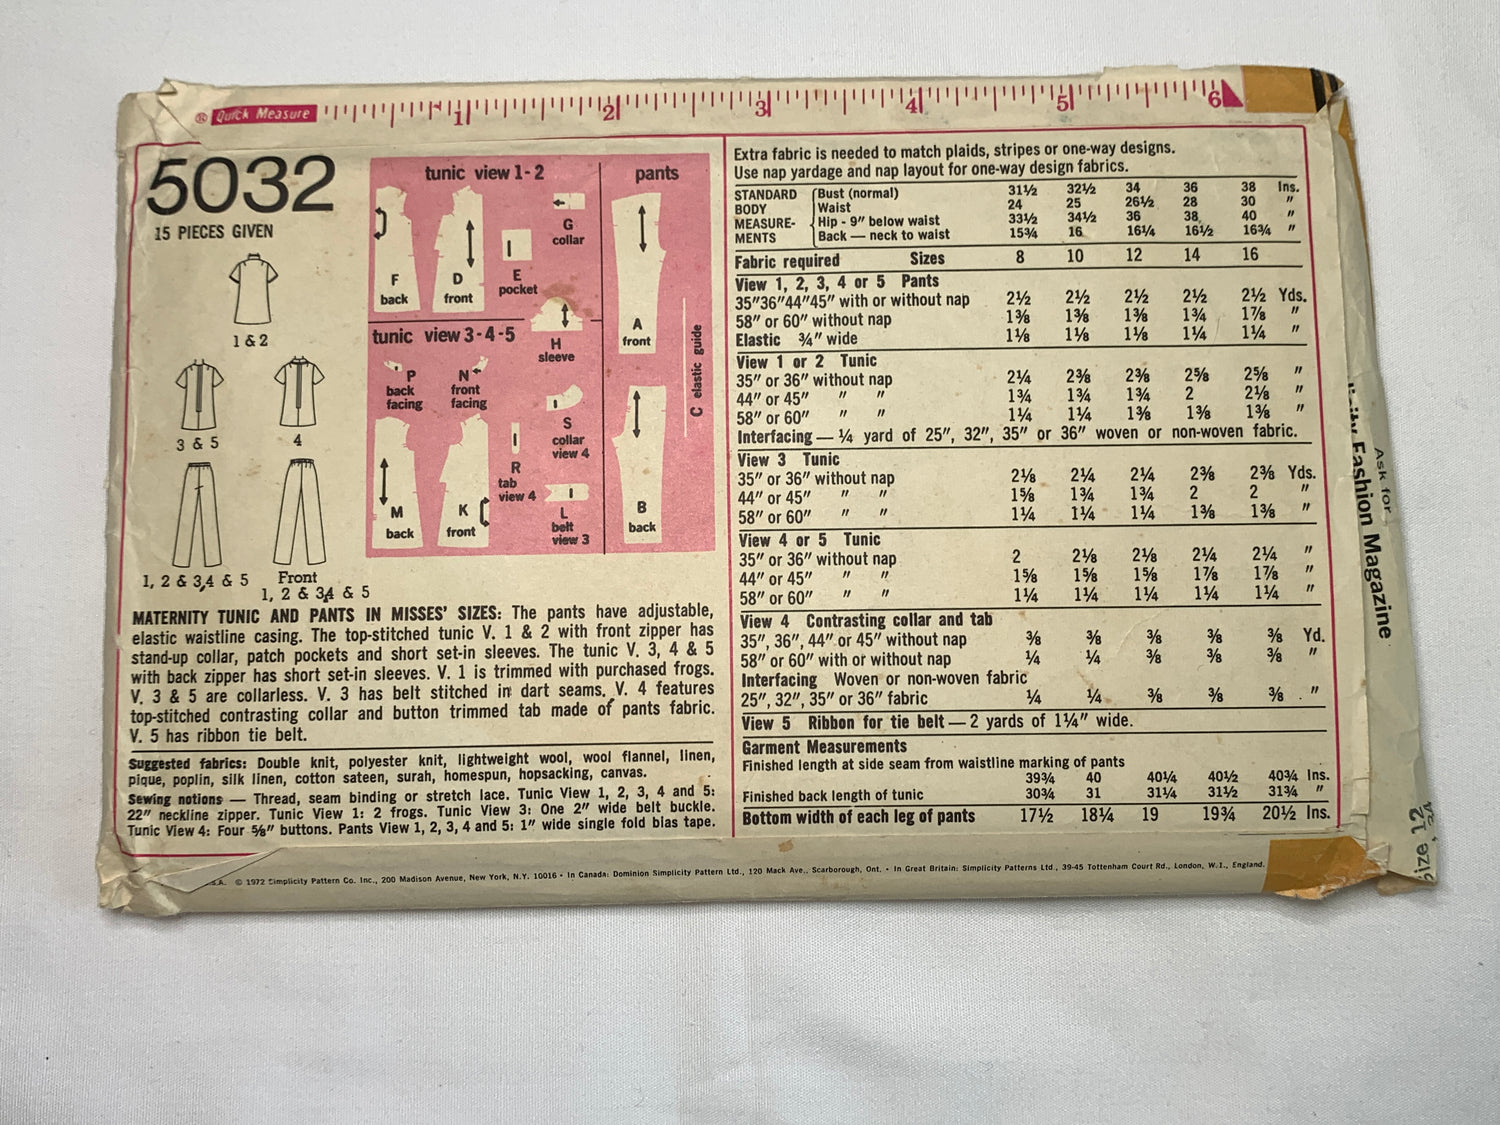 ® Quick Measure 1 2 3 4 5 6
5032
15 PIECES GIVEN
1 & 2
3 & 5
4
1, 2 & 3,4 & 5
Front
1, 2 & 3,4 & 5
tunic view 1-2
pants
F
back
D
front
E
pocket
G
collar
H
sleeve
A
front
C elastic guide
tunic view 3-4-5
P
back
facing
N
front
facing
S
collar
view 4
R
tab
view 4
M
back
K
front
L
belt
view 3
B
back
MATERNITY TUNIC AND PANTS IN MISSES' SIZES: The pants have adjustable,
elastic waistline casing. The top-stitched tunic V. 1 & 2 with front zipper has
stand-up collar, patch pockets and short set-in sleeves. The tunic V. 3, 4 & 5
with back zipper has short set-in sleeves. V. 1 is trimmed with purchased frogs.
V. 3 & 5 are collarless. V. 3 has belt stitched in dart seams. V. 4 features
top-stitched contrasting collar and button trimmed tab made of pants fabric.
V. 5 has ribbon tie belt.
Suggested fabrics: Double knit, polyester knit, lightweight wool, wool flannel, linen,
pique, poplin, silk linen, cotton sateen, surah, homespun, hopsacking, canvas.
Sewing notions — Thread, seam binding or stretch lace. Tunic View 1, 2, 3, 4 and 5:
22" neckline zipper. Tunic View 1: 2 frogs. Tunic View 3: One 2" wide belt buckle.
Tunic View 4: Four 5/8" buttons. Pants View 1, 2, 3, 4 and 5: 1" wide single fold bias tape.
Extra fabric is needed to match plaids, stripes or one-way designs.
Use nap yardage and nap layout for one-way design fabrics.
STANDARD Bust (normal) 31½ 32½ 34 36 38 Ins.
BODY Waist 24 25 26½ 28 30 "
MEASURE- Hip - 9" below waist 33½ 34½ 36 38 40 "
MENTS Back — neck to waist 15¾ 16 16¼ 16½ 16¾ "
Fabric required Sizes 8 10 12 14 16
View 1, 2, 3, 4 or 5 Pants
35"36"44"45" with or without nap 2½ 2½ 2½ 2½ 2½ Yds.
58" or 60" without nap 1⅜ 1⅜ 1⅜ 1¾ 1⅞ "
Elastic ¾" wide 1⅛ 1⅛ 1⅛ 1¼ 1¼ "
View 1 or 2 Tunic
35" or 36" without nap 2¼ 2⅜ 2⅜ 2⅝ 2⅝ "
44" or 45" " " 1¾ 1¾ 1¾ 2 2⅛ "
58" or 60" " " 1¼ 1¼ 1⅜ 1⅜ 1⅜ "
Interfacing — ¼ yard of 25", 32", 35" or 36" woven or non-woven fabric.
View 3 Tunic
35" or 36" without nap 2⅛ 2¼ 2¼ 2⅜ 2⅜ Yds.
44" or 45" " " 1⅝ 1¾ 1¾ 2 2 "
58" or 60" " " 1¼ 1¼ 1¼ 1⅜ 1⅜ "
View 4 or 5 Tunic
35" or 36" without nap 2 2⅛ 2⅛ 2¼ 2¼ "
44" or 45" " " 1⅝ 1⅝ 1⅝ 1⅞ 1⅞ "
58" or 60" " " 1¼ 1¼ 1¼ 1¼ 1¼ "
View 4 Contrasting collar and tab
35", 36", 44" or 45" without nap ⅜ ⅜ ⅜ ⅜ ⅜ Yd.
58" or 60" with or without nap ¼ ¼ ⅜ ⅜ ⅜ "
Interfacing Woven or non-woven fabric
25", 32", 35" or 36" fabric ¼ ¼ ⅜ ⅜ ⅜ "
View 5 Ribbon for tie belt — 2 yards of 1¼" wide.
Garment Measurements
Finished length at side seam from waistline marking of pants
39¾ 40 40¼ 40½ 40¾ Ins.
Finished back length of tunic 30¾ 31 31¼ 31½ 31¾ "
Bottom width of each leg of pants 17½ 18¼ 19 19¾ 20½ Ins.
© 1972 Simplicity Pattern Co. Inc., 200 Madison Avenue, New York, N.Y. 10016 • In Canada: Dominion Simplicity Pattern Ltd., 120 Mack Ave., Scarborough, Ont. • In Great Britain: Simplicity Patterns Ltd., 39-45 Tottenham Court Rd., London, W.1., England.
Ask for
Fashion Magazine
Size 12